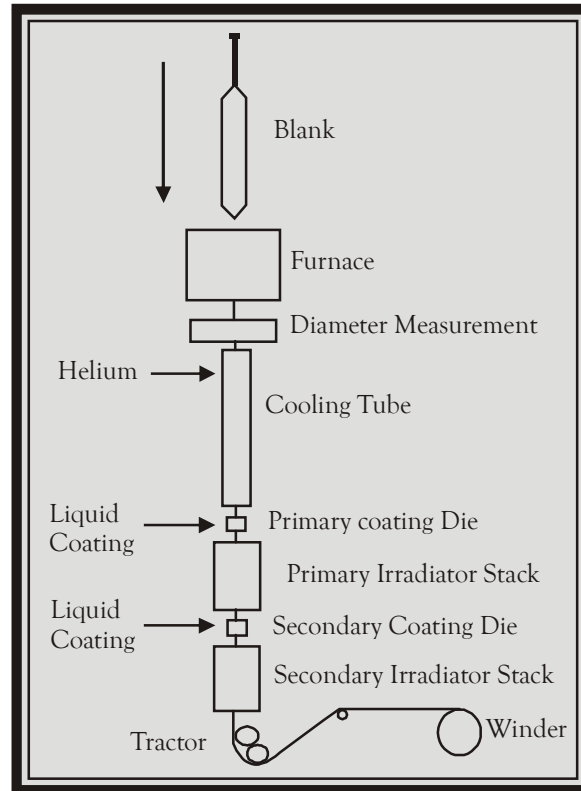 Blank
Furnace
Diameter Measurement
Helium
Cooling Tube
Liquid
Coating
Primary coating Die
Primary Irradiator Stack
Liquid
Coating
Secondary Coating Die
Secondary Irradiator Stack
Tractor
Winder